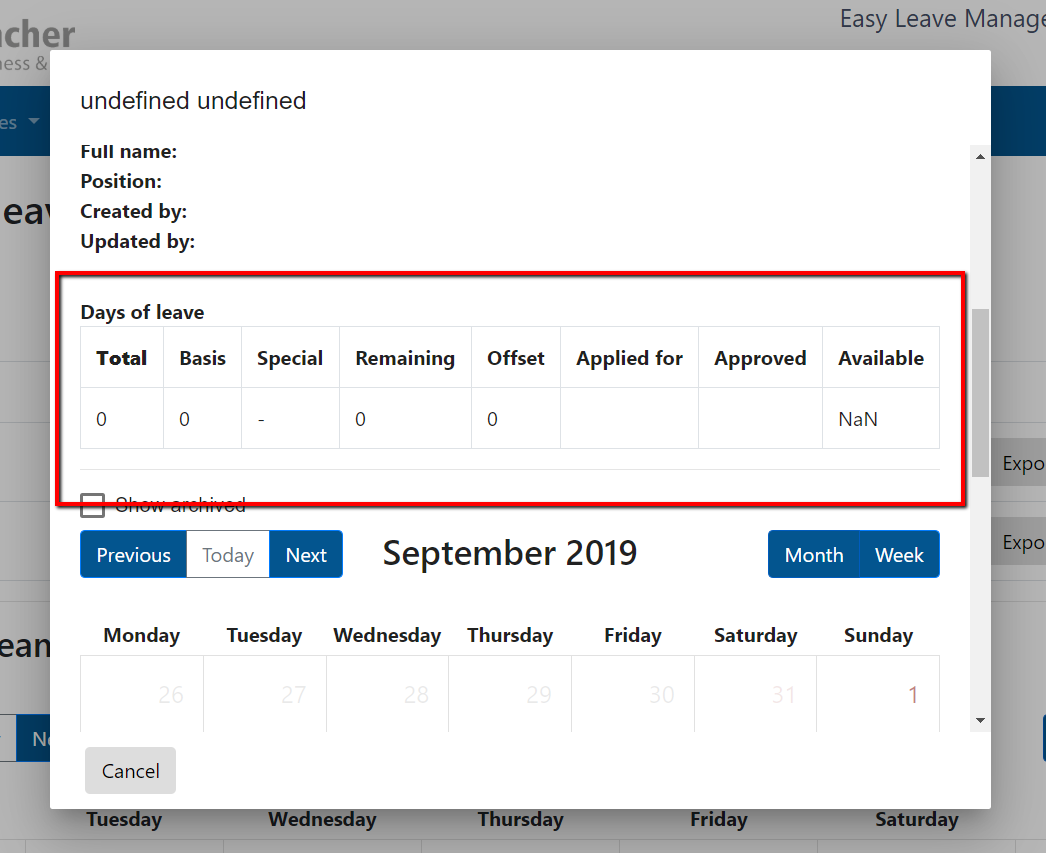 Easy Leave Manage
cher
ness &
es
undefined undefined
Full name:
Position:
Created by:
Updated by:
eav
Days of leave
Total Basis Special Remaining Offset Applied for Approved Available
0 0 - 0 0 NaN
Expo
Show archived
Previous Today Next September 2019 Month Week
Expo
Monday Tuesday Wednesday Thursday Friday Saturday Sunday
ean
26 27 28 29 30 31 1
Ne
Cancel
Tuesday Wednesday Thursday Friday Saturday